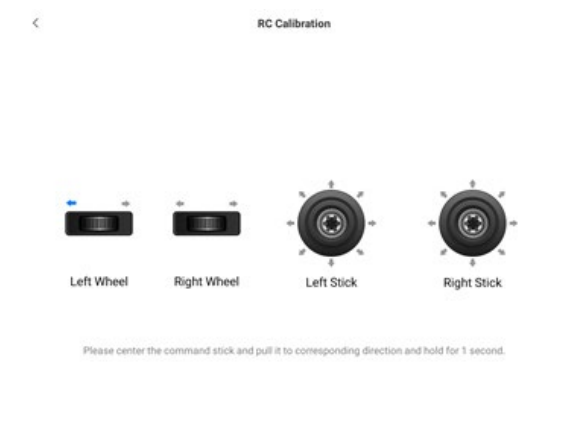 RC Calibration
Left Wheel
Right Wheel
Left Stick
Right Stick
Please center the command stick and pull it to corresponding direction and hold for 1 second.